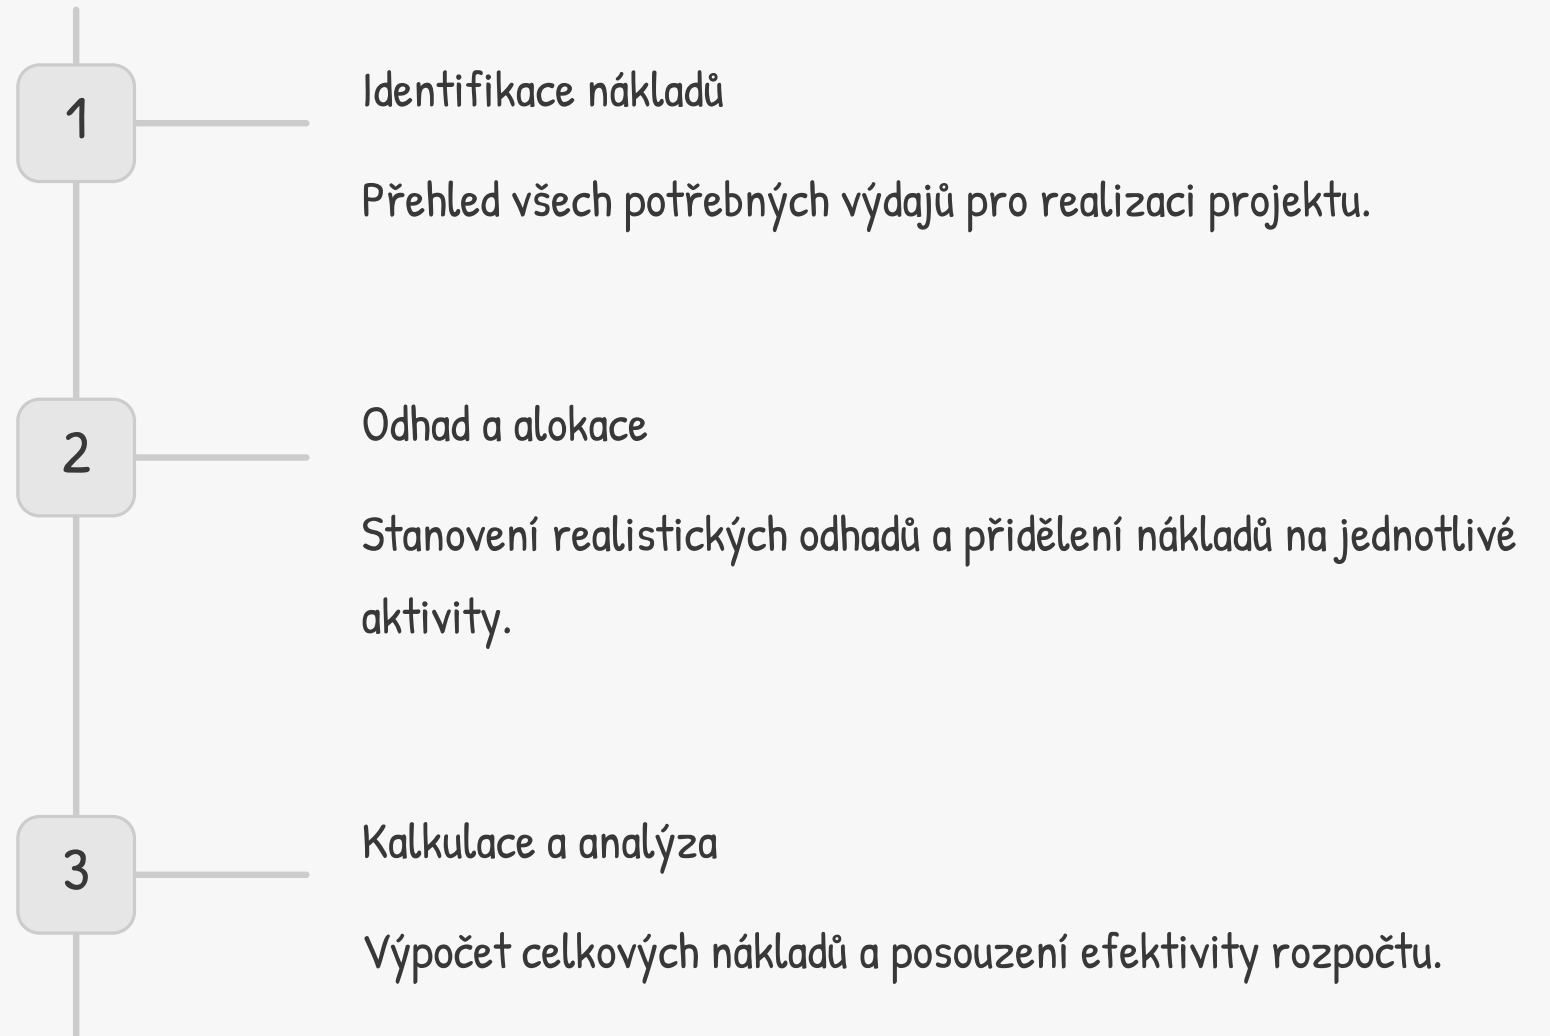 1
Identifikace nákladů
Přehled všech potřebných výdajů pro realizaci projektu.
2
Odhad a alokace
Stanovení realistických odhadů a přidělení nákladů na jednotlivé
aktivity.
3
Kalkulace a analýza
Výpočet celkových nákladů a posouzení efektivity rozpočtu.